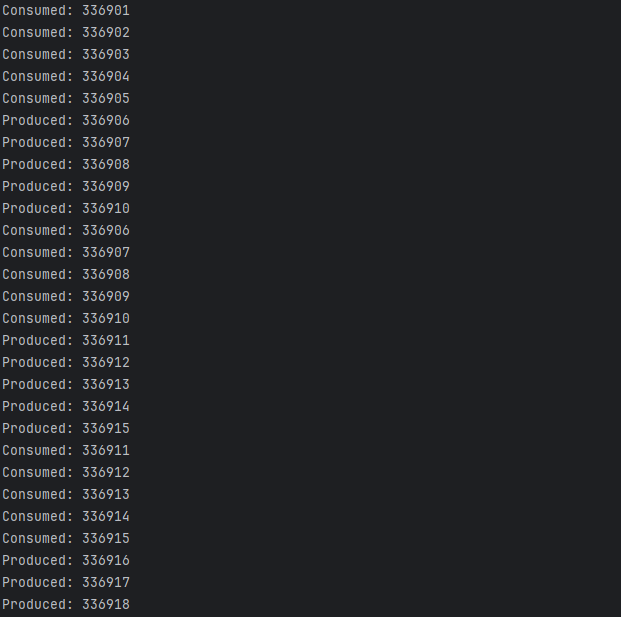 Consumed: 336901
Consumed: 336902
Consumed: 336903
Consumed: 336904
Consumed: 336905
Produced: 336906
Produced: 336907
Produced: 336908
Produced: 336909
Produced: 336910
Consumed: 336906
Consumed: 336907
Consumed: 336908
Consumed: 336909
Consumed: 336910
Produced: 336911
Produced: 336912
Produced: 336913
Produced: 336914
Produced: 336915
Consumed: 336911
Consumed: 336912
Consumed: 336913
Consumed: 336914
Consumed: 336915
Produced: 336916
Produced: 336917
Produced: 336918